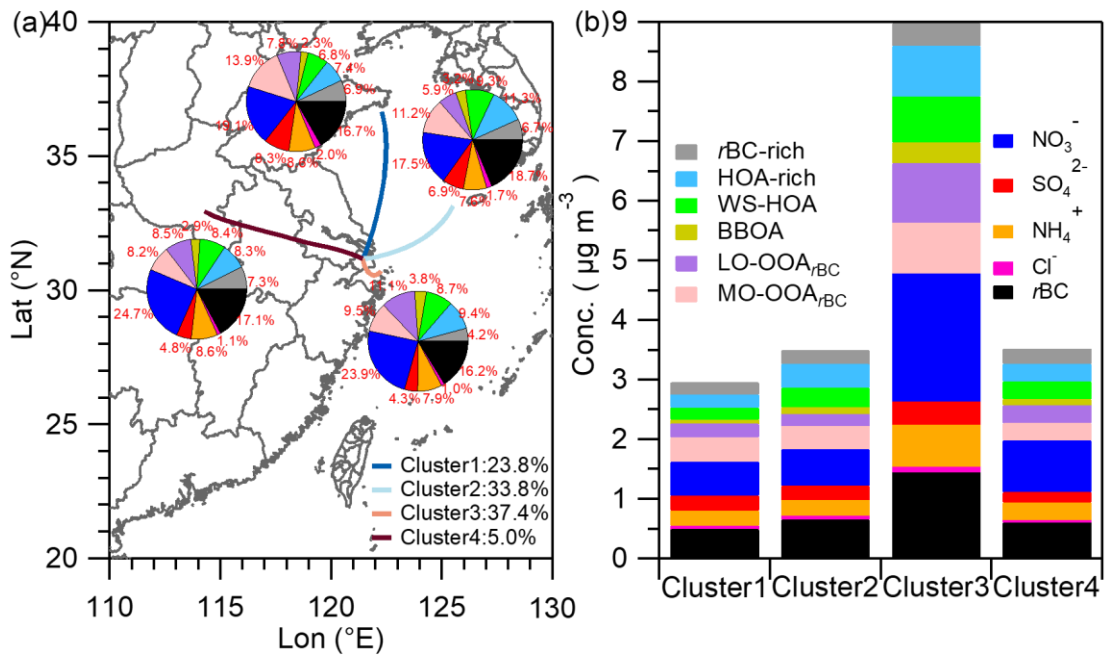 (a)
40
35
30
25
20
Lat (°N)
110
115
120
125
130
Lon (°E)
13.9%
6.8%
7.4%
6.9%
16.7%
2.0%
8.6%
8.3%
19.1%
5.9%
11.3%
6.7%
18.7%
1.7%
7.6%
6.9%
17.5%
11.2%
8.5%
2.9%
8.4%
8.3%
7.3%
17.1%
1.1%
8.6%
4.8%
24.7%
8.2%
3.8%
8.7%
9.4%
4.2%
16.2%
1.0%
7.9%
4.3%
23.9%
9.5%
Cluster1:23.8%
Cluster2:33.8%
Cluster3:37.4%
Cluster4:5.0%
(b)
9
8
7
6
5
4
3
2
1
0
Conc. ( µg m⁻³ )
rBC-rich
HOA-rich
WS-HOA
BBOA
LO-OOArBC
MO-OOArBC
NO₃⁻
SO₄²⁻
NH₄⁺
Cl⁻
rBC
Cluster1
Cluster2
Cluster3
Cluster4